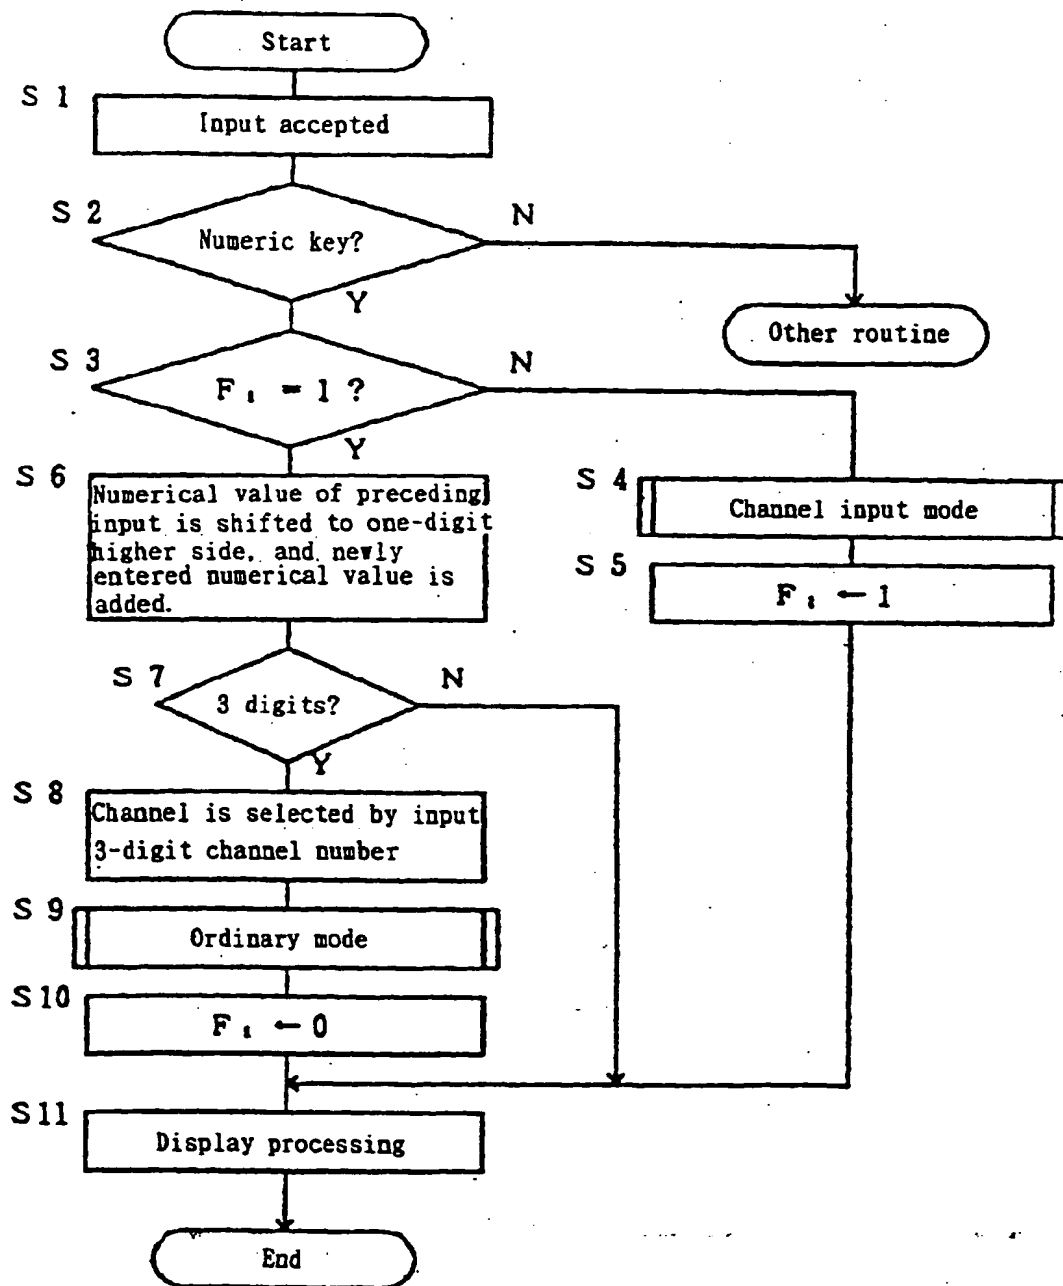 Start
S 1
Input accepted
S 2
Numeric key?
N
Y
Other routine
S 3
F₁ = 1 ?
N
Y
S 6
Numerical value of preceding
input is shifted to one-digit
higher side, and newly
entered numerical value is
added.
S 4
Channel input mode
S 5
F₁ ← 1
S 7
3 digits?
N
Y
S 8
Channel is selected by input
3-digit channel number
S 9
Ordinary mode
S10
F₁ ← 0
S11
Display processing
End